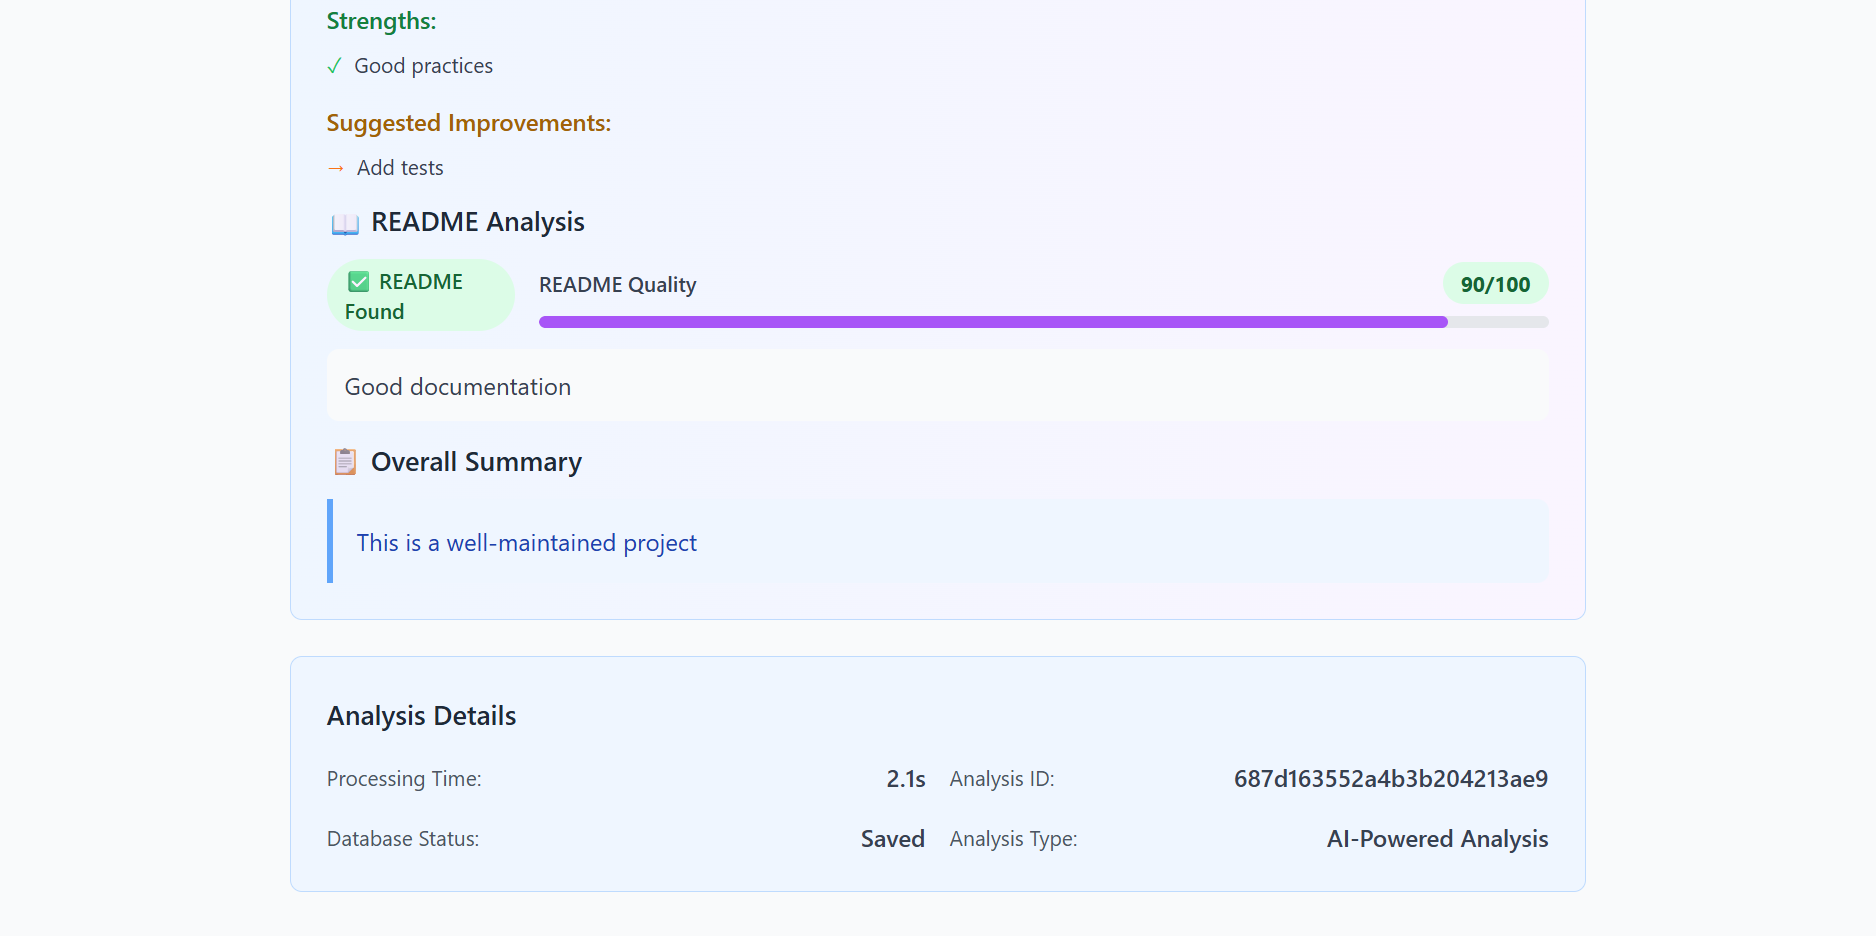 Strengths:
✓ Good practices
Suggested Improvements:
→ Add tests
📖 README Analysis
✅ README
Found
README Quality
90/100
Good documentation
📋 Overall Summary
This is a well-maintained project
Analysis Details
Processing Time: 2.1s Analysis ID: 687d163552a4b3b204213ae9
Database Status: Saved Analysis Type: AI-Powered Analysis